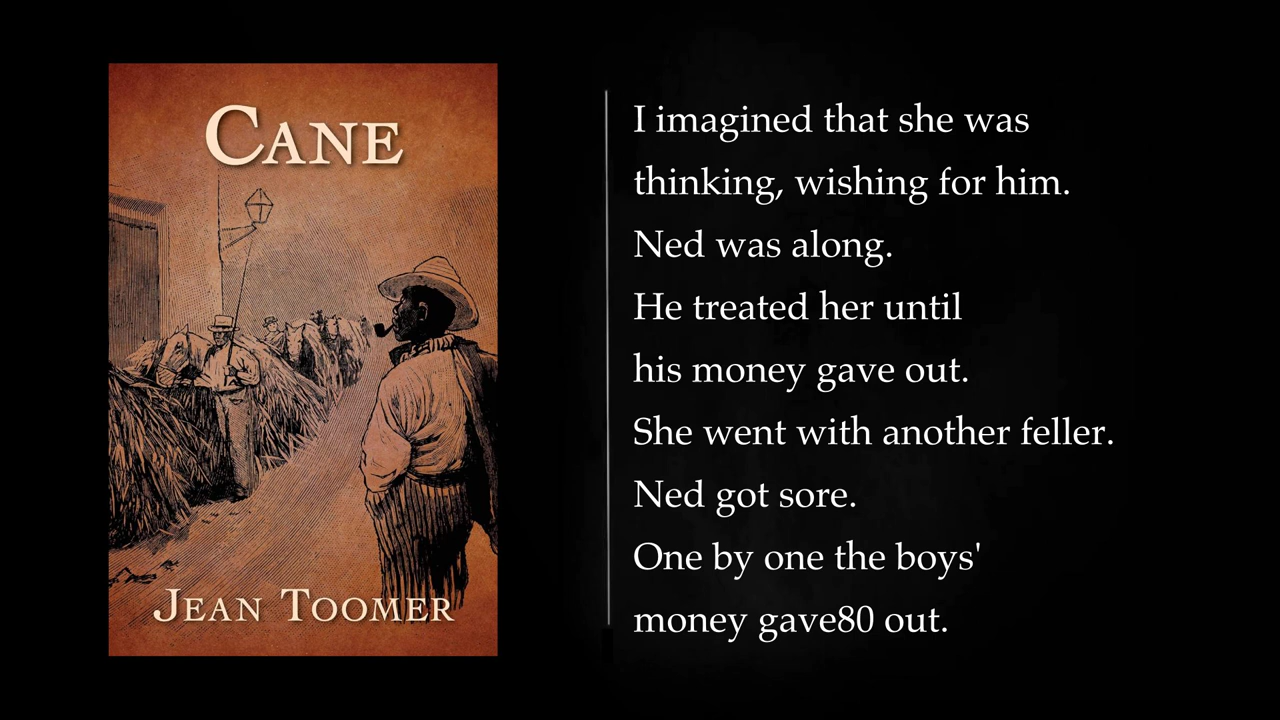 CANE
JEAN TOOMER
I imagined that she was
thinking, wishing for him.
Ned was along.
He treated her until
his money gave out.
She went with another feller.
Ned got sore.
One by one the boys'
money gave80 out.